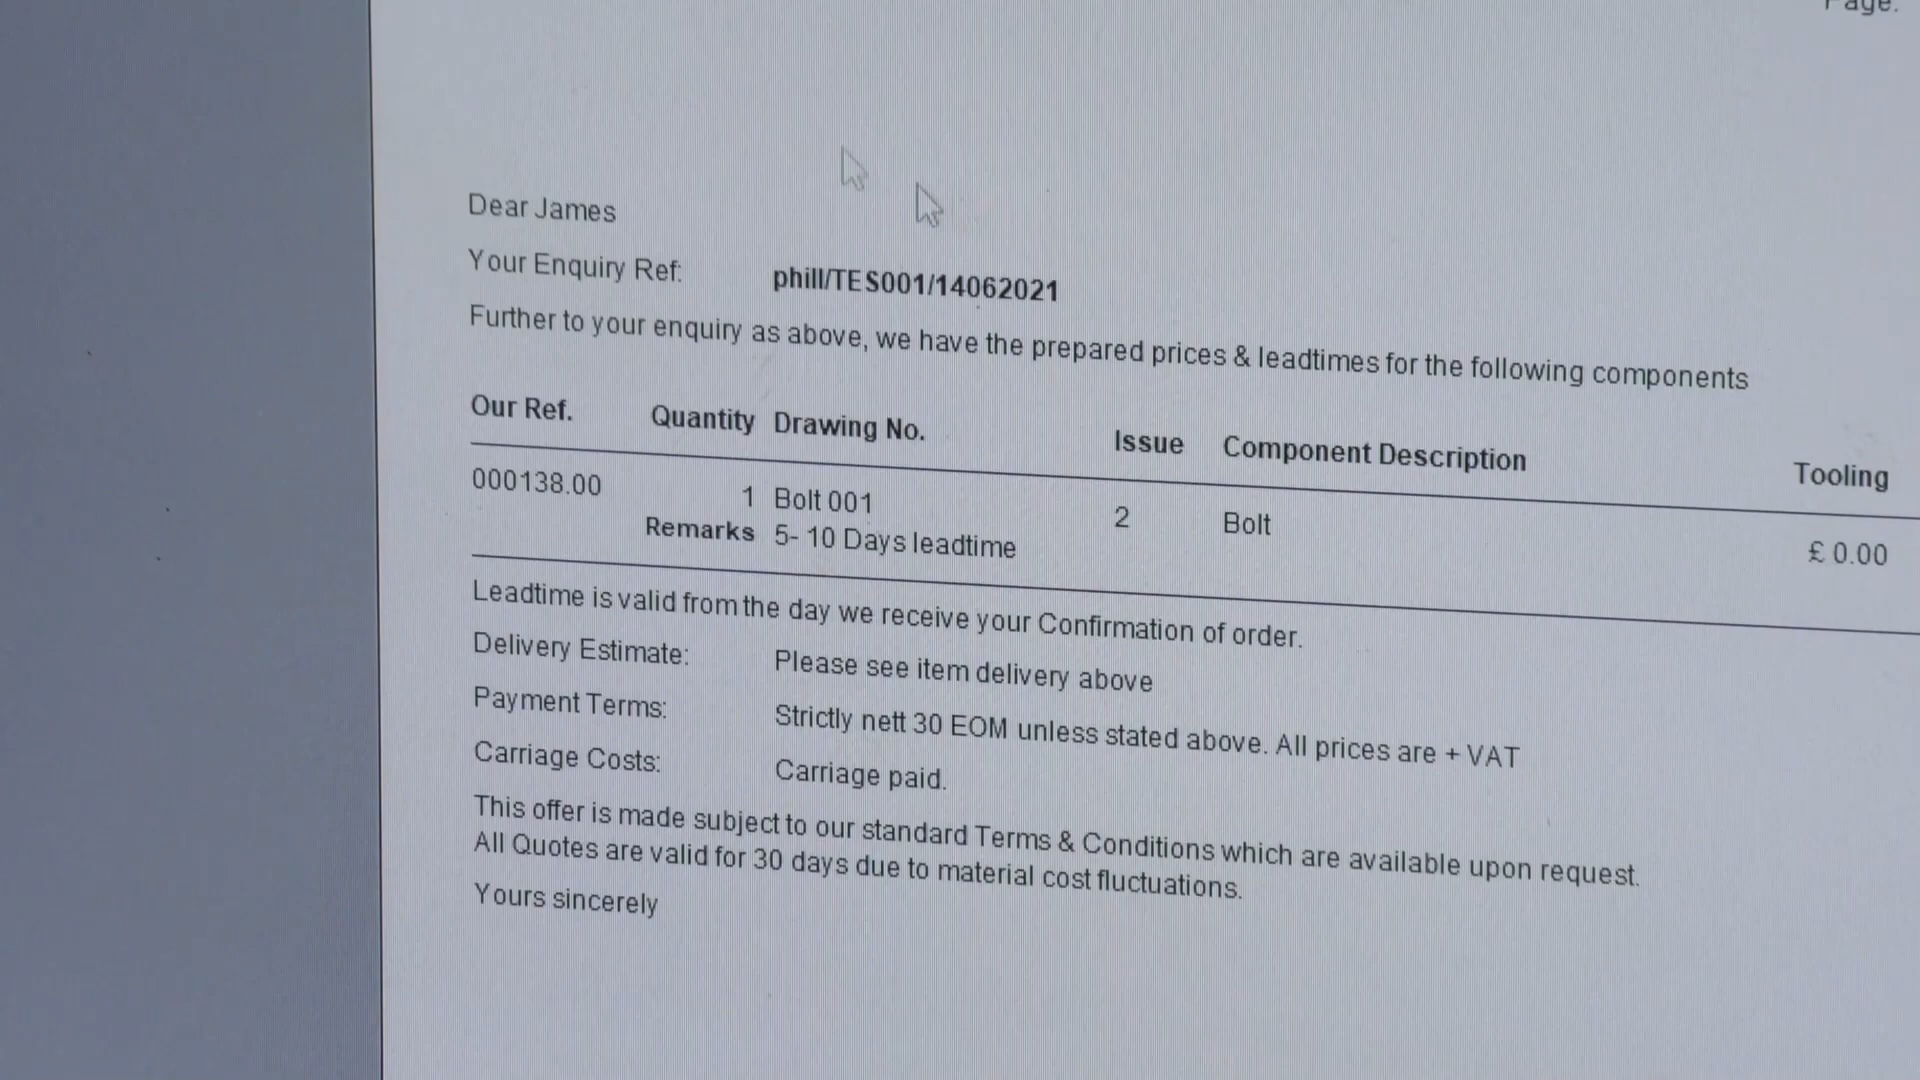 Page:
Dear James
Your Enquiry Ref: phill/TES001/14062021
Further to your enquiry as above, we have the prepared prices & leadtimes for the following components
Our Ref. Quantity Drawing No. Issue Component Description Tooling
000138.00 1 Bolt 001 2 Bolt £ 0.00
Remarks 5- 10 Days leadtime
Leadtime is valid from the day we receive your Confirmation of order.
Delivery Estimate: Please see item delivery above
Payment Terms: Strictly nett 30 EOM unless stated above. All prices are + VAT
Carriage Costs: Carriage paid.
This offer is made subject to our standard Terms & Conditions which are available upon request.
All Quotes are valid for 30 days due to material cost fluctuations.
Yours sincerely